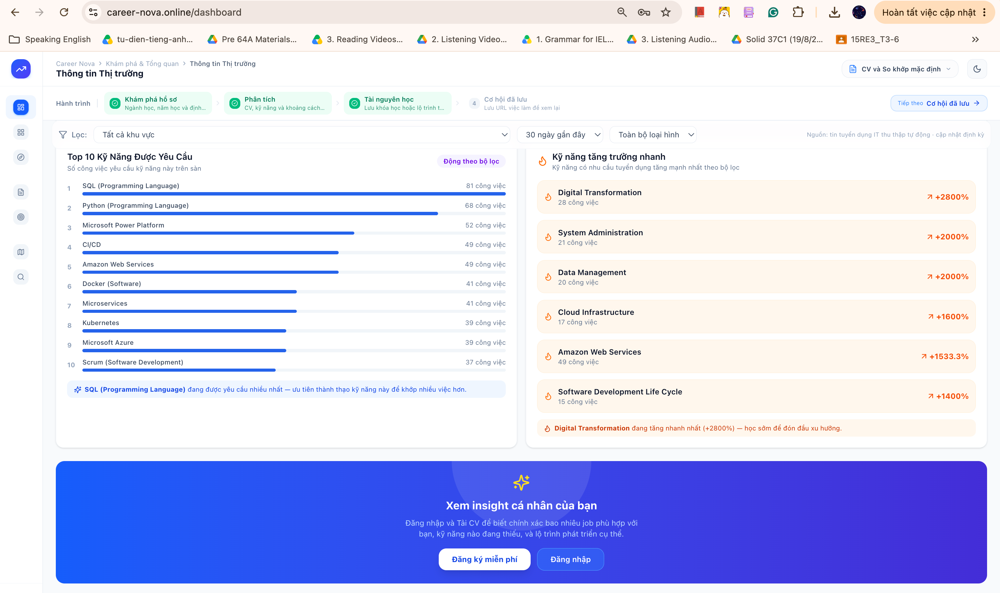 career-nova.online/dashboard
Hoàn tất việc cập nhật
Speaking English
tu-dien-tieng-anh...
Pre 64A Materials...
3. Reading Videos...
2. Listening Video...
1. Grammar for IEL...
3. Listening Audio...
Solid 37C1 (19/8/2...
15RE3_T3-6
Career Nova > Khám phá & Tổng quan > Thông tin Thị trường
Thông tin Thị trường
CV và So khớp mặc định
Hành trình
Khám phá hồ sơ
Ngành học, năm học và định...
Phân tích
CV, kỹ năng và khoảng cách...
Tài nguyên học
Lưu khóa học hoặc lộ trình t...
4
Cơ hội đã lưu
Lưu URL việc làm để xem lại
Tiếp theo Cơ hội đã lưu
Lọc:
Tất cả khu vực
30 ngày gần đây
Toàn bộ loại hình
Nguồn: tin tuyển dụng IT thu thập tự động · cập nhật định kỳ
Top 10 Kỹ Năng Được Yêu Cầu
Số công việc yêu cầu kỹ năng này trên sàn
Động theo bộ lọc
1 SQL (Programming Language) 81 công việc
2 Python (Programming Language) 68 công việc
3 Microsoft Power Platform 52 công việc
4 CI/CD 49 công việc
5 Amazon Web Services 49 công việc
6 Docker (Software) 41 công việc
7 Microservices 41 công việc
8 Kubernetes 39 công việc
9 Microsoft Azure 39 công việc
10 Scrum (Software Development) 37 công việc
SQL (Programming Language) đang được yêu cầu nhiều nhất — ưu tiên thành thạo kỹ năng này để khớp nhiều việc hơn.
Kỹ năng tăng trưởng nhanh
Kỹ năng có nhu cầu tuyển dụng tăng mạnh nhất theo bộ lọc
Digital Transformation
28 công việc
+2800%
System Administration
21 công việc
+2000%
Data Management
20 công việc
+2000%
Cloud Infrastructure
17 công việc
+1600%
Amazon Web Services
49 công việc
+1533.3%
Software Development Life Cycle
15 công việc
+1400%
Digital Transformation đang tăng nhanh nhất (+2800%) — học sớm để đón đầu xu hướng.
Xem insight cá nhân của bạn
Đăng nhập và Tải CV để biết chính xác bao nhiêu job phù hợp với
bạn, kỹ năng nào đang thiếu, và lộ trình phát triển cụ thể.
Đăng ký miễn phí
Đăng nhập